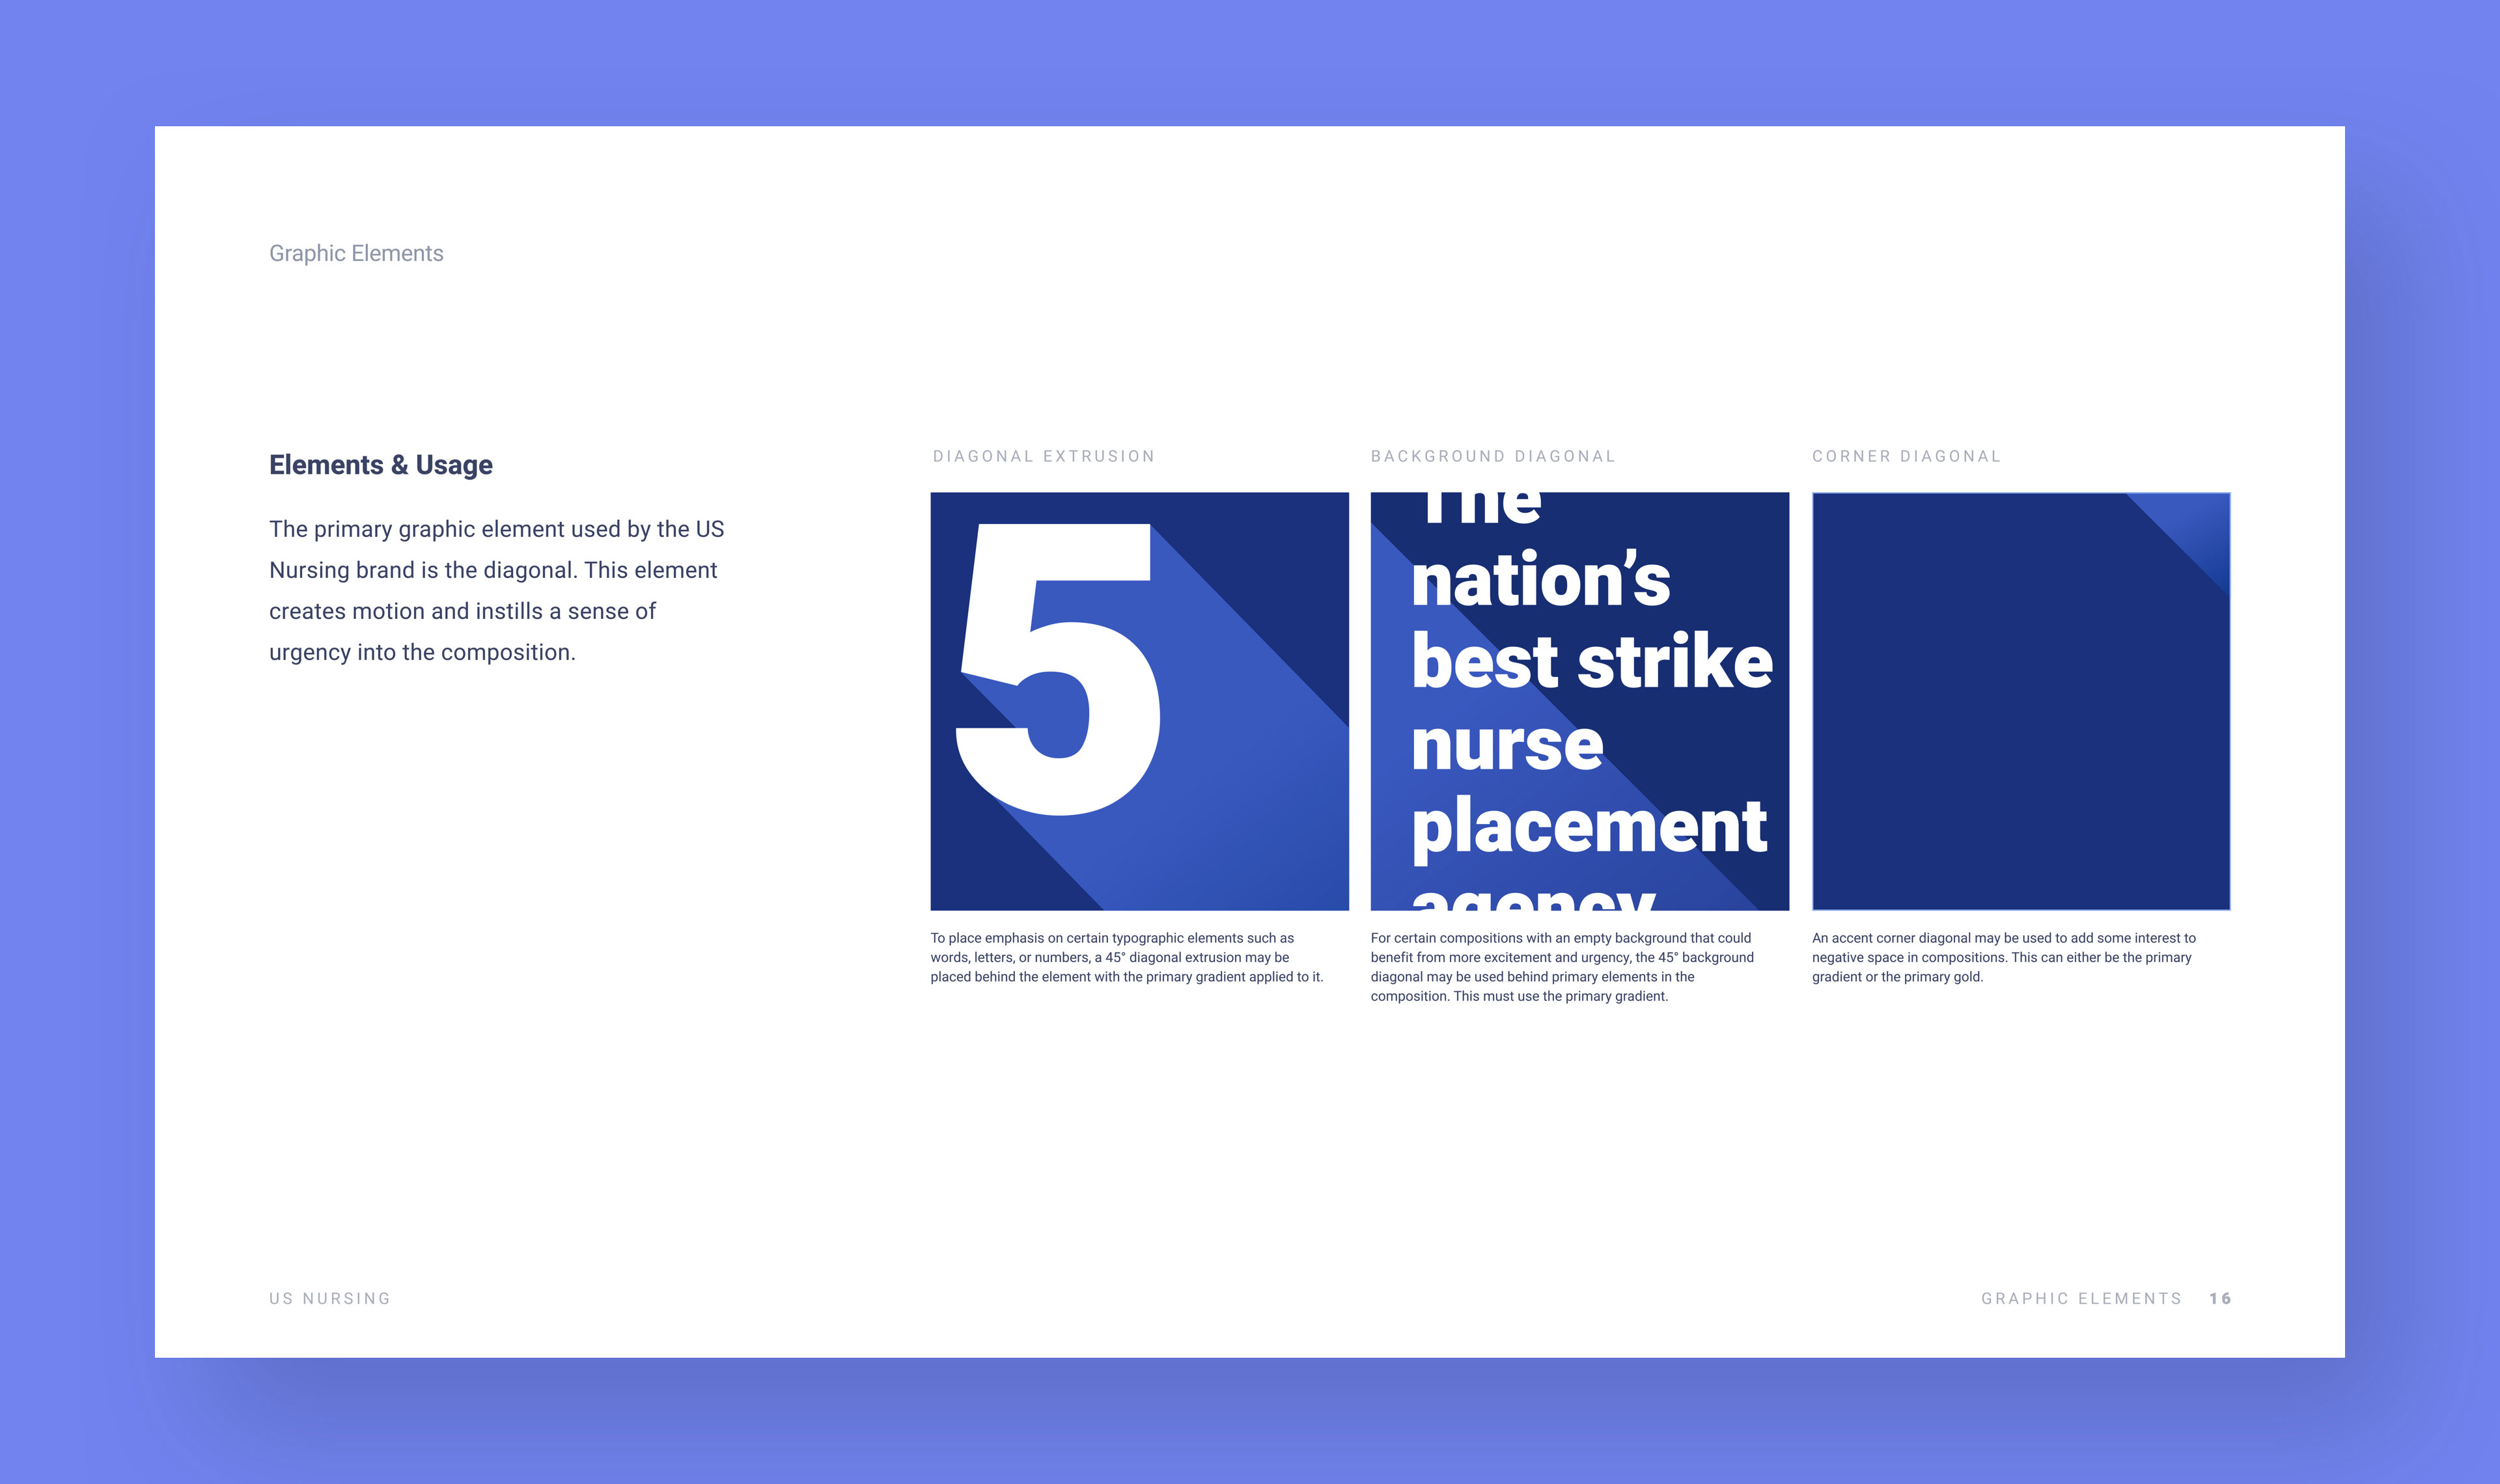 Graphic Elements
Elements & Usage
The primary graphic element used by the US
Nursing brand is the diagonal. This element
creates motion and instills a sense of
urgency into the composition.
DIAGONAL EXTRUSION
5
To place emphasis on certain typographic elements such as
words, letters, or numbers, a 45° diagonal extrusion may be
placed behind the element with the primary gradient applied to it.
BACKGROUND DIAGONAL
The
nation’s
best strike
nurse
placement
agency
For certain compositions with an empty background that could
benefit from more excitement and urgency, the 45° background
diagonal may be used behind primary elements in the
composition. This must use the primary gradient.
CORNER DIAGONAL
An accent corner diagonal may be used to add some interest to
negative space in compositions. This can either be the primary
gradient or the primary gold.
US NURSING
GRAPHIC ELEMENTS 16